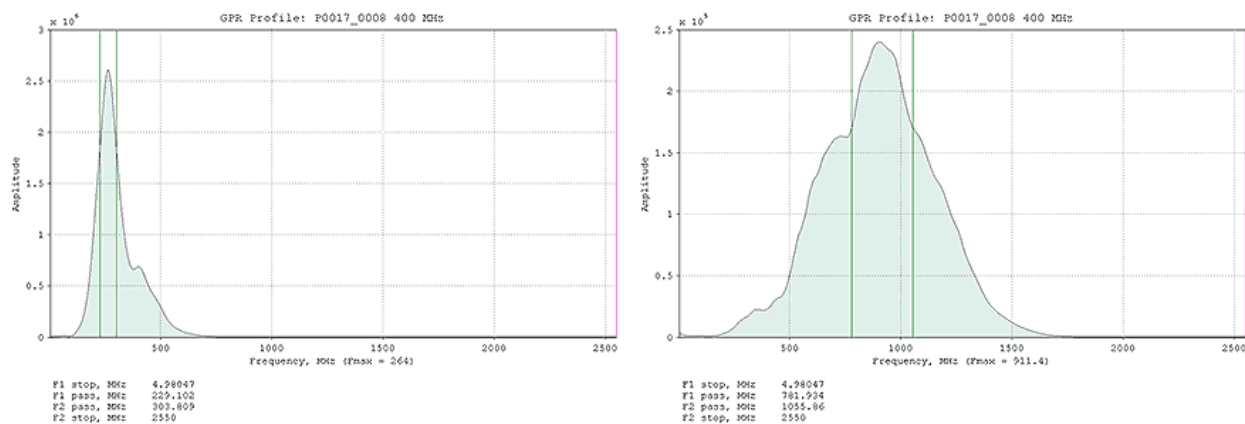 GPR Profile: P0017_0008 400 MHz
x 10⁶
3
2.5
2
1.5
1
0.5
0
Amplitude
500 1000 1500 2000 2500
Frequency, MHz (Fmax = 264)
F1 stop, MHz 4.98047
F1 pass, MHz 229.102
F2 pass, MHz 303.809
F2 stop, MHz 2550
GPR Profile: P0017_0008 400 MHz
2.5
2
1.5
1
0.5
0
Amplitude
500 1000 1500 2000 2500
Frequency, MHz (Fmax = 911.4)
F1 stop, MHz 4.98047
F1 pass, MHz 781.934
F2 pass, MHz 1055.86
F2 stop, MHz 2550